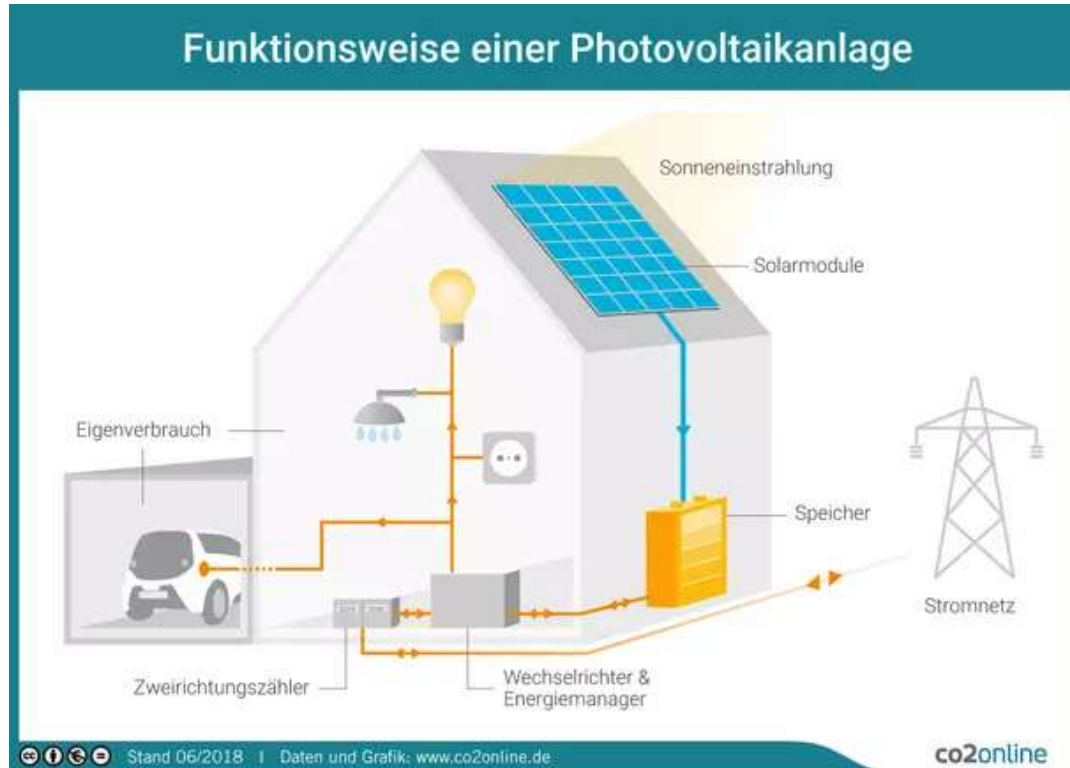 Funktionsweise einer Photovoltaikanlage
Sonneneinstrahlung
Solarmodule
Eigenverbrauch
Speicher
Stromnetz
Zweirichtungszähler
Wechselrichter &
Energiemanager
Stand 06/2018 | Daten und Grafik: www.co2online.de
co2online